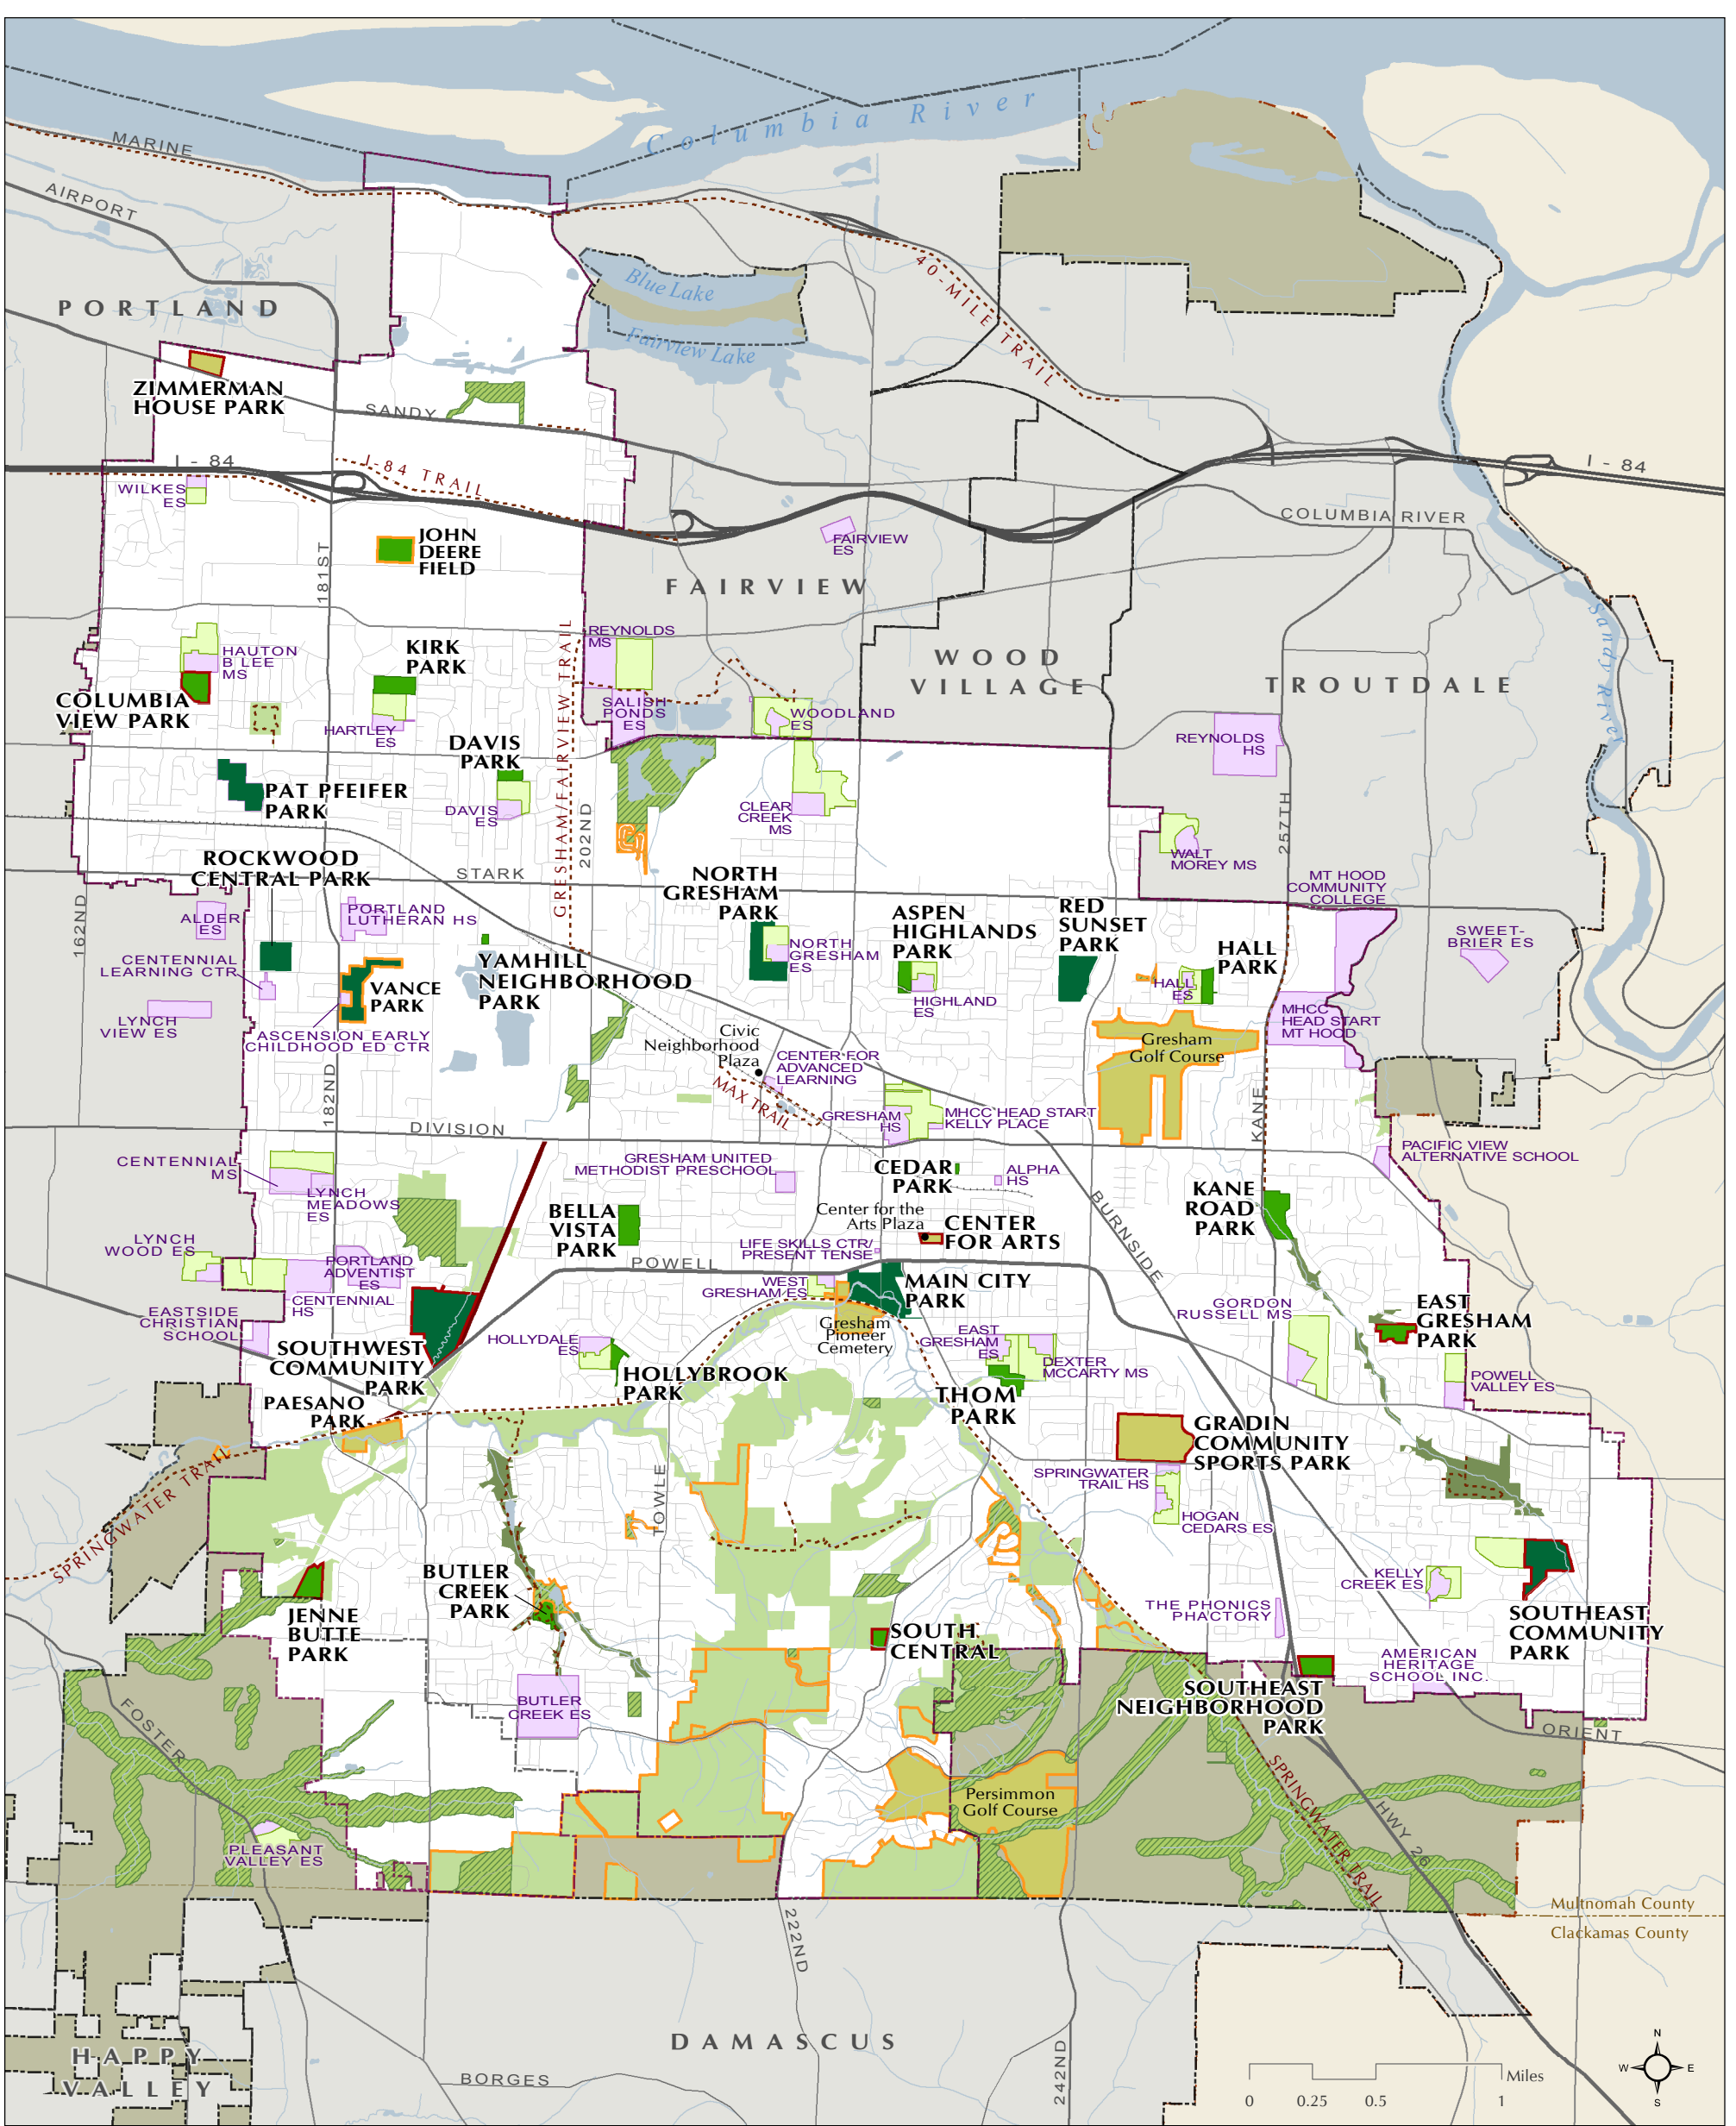 Columbia River
MARINE
AIRPORT
PORTLAND
Blue Lake
Fairview Lake
40-MILE TRAIL
ZIMMERMAN
HOUSE PARK
SANDY
I - 84
I-84 TRAIL
I - 84
WILKES
ES
COLUMBIA RIVER
JOHN
DEERE
FIELD
181ST
FAIRVIEW
ES
FAIRVIEW
Sandy River
REYNOLDS
MS
HAUTON
B LEE
MS
KIRK
PARK
WOOD
VILLAGE
TROUTDALE
COLUMBIA
VIEW PARK
SALISH
PONDS
ES
WOODLAND
ES
HARTLEY
ES
REYNOLDS
HS
DAVIS
PARK
GRESHAM/FAIRVIEW TRAIL
PAT PFEIFER
PARK
DAVIS
ES
202ND
CLEAR
CREEK
MS
257TH
WALT
MOREY MS
ROCKWOOD
CENTRAL PARK
STARK
NORTH
GRESHAM
PARK
MT HOOD
COMMUNITY
COLLEGE
162ND
ALDER
ES
PORTLAND
LUTHERAN HS
ASPEN
HIGHLANDS
PARK
RED
SUNSET
PARK
SWEET-
BRIER ES
CENTENNIAL
LEARNING CTR
NORTH
GRESHAM
ES
HALL
PARK
YAMHILL
NEIGHBORHOOD
PARK
VANCE
PARK
HALL
ES
HIGHLAND
ES
LYNCH
VIEW ES
ASCENSION EARLY
CHILDHOOD ED CTR
MHCC
HEAD START
MT HOOD
Civic
Neighborhood
Plaza
Gresham
Golf Course
CENTER FOR
ADVANCED
LEARNING
MAX TRAIL
182ND
KANE
GRESHAM
HS
MHCC HEAD START
KELLY PLACE
DIVISION
PACIFIC VIEW
ALTERNATIVE SCHOOL
CENTENNIAL
MS
GRESHAM UNITED
METHODIST PRESCHOOL
CEDAR
PARK
ALPHA
HS
LYNCH
MEADOWS
ES
BURNSIDE
KANE
ROAD
PARK
BELLA
VISTA
PARK
Center for the
Arts Plaza
CENTER
FOR ARTS
LYNCH
WOOD ES
LIFE SKILLS CTR/
PRESENT TENSE
POWELL
PORTLAND
ADVENTIST
ES
WEST
GRESHAM ES
MAIN CITY
PARK
CENTENNIAL
HS
EASTSIDE
CHRISTIAN
SCHOOL
GORDON
RUSSELL MS
EAST
GRESHAM
PARK
Gresham
Pioneer
Cemetery
HOLLYDALE
ES
EAST
GRESHAM
ES
SOUTHWEST
COMMUNITY
PARK
HOLLYBROOK
PARK
DEXTER
MCCARTY MS
POWELL
VALLEY ES
THOM
PARK
PAESANO
PARK
GRADIN
COMMUNITY
SPORTS PARK
SPRINGWATER TRAIL
TOWLE
SPRINGWATER
TRAIL HS
HOGAN
CEDARS ES
BUTLER
CREEK
PARK
KELLY
CREEK ES
JENNE
BUTTE
PARK
THE PHONICS
PHACTORY
SOUTHEAST
COMMUNITY
PARK
SOUTH
CENTRAL
AMERICAN
HERITAGE
SCHOOL INC.
SOUTHEAST
NEIGHBORHOOD
PARK
BUTLER
CREEK ES
FOSTER
ORIENT
SPRINGWATER TRAIL
HWY 26
Persimmon
Golf Course
PLEASANT
VALLEY ES
Multnomah County
Clackamas County
222ND
DAMASCUS
242ND
HAPPY
VALLEY
BORGES
N
W
E
S
Miles
0 0.25 0.5 1